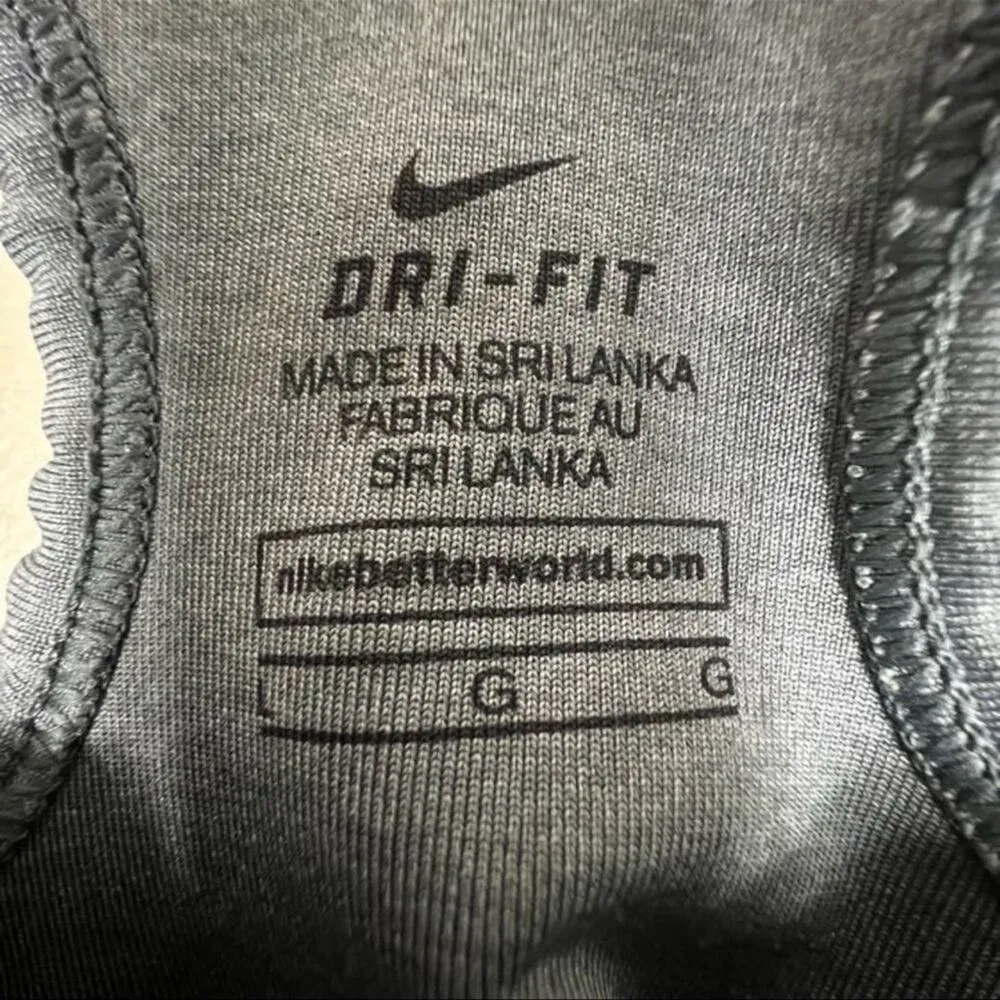 DRI-FIT
MADE IN SRI LANKA
FABRIQUE AU
SRI LANKA
nikebetterworld.com
G G